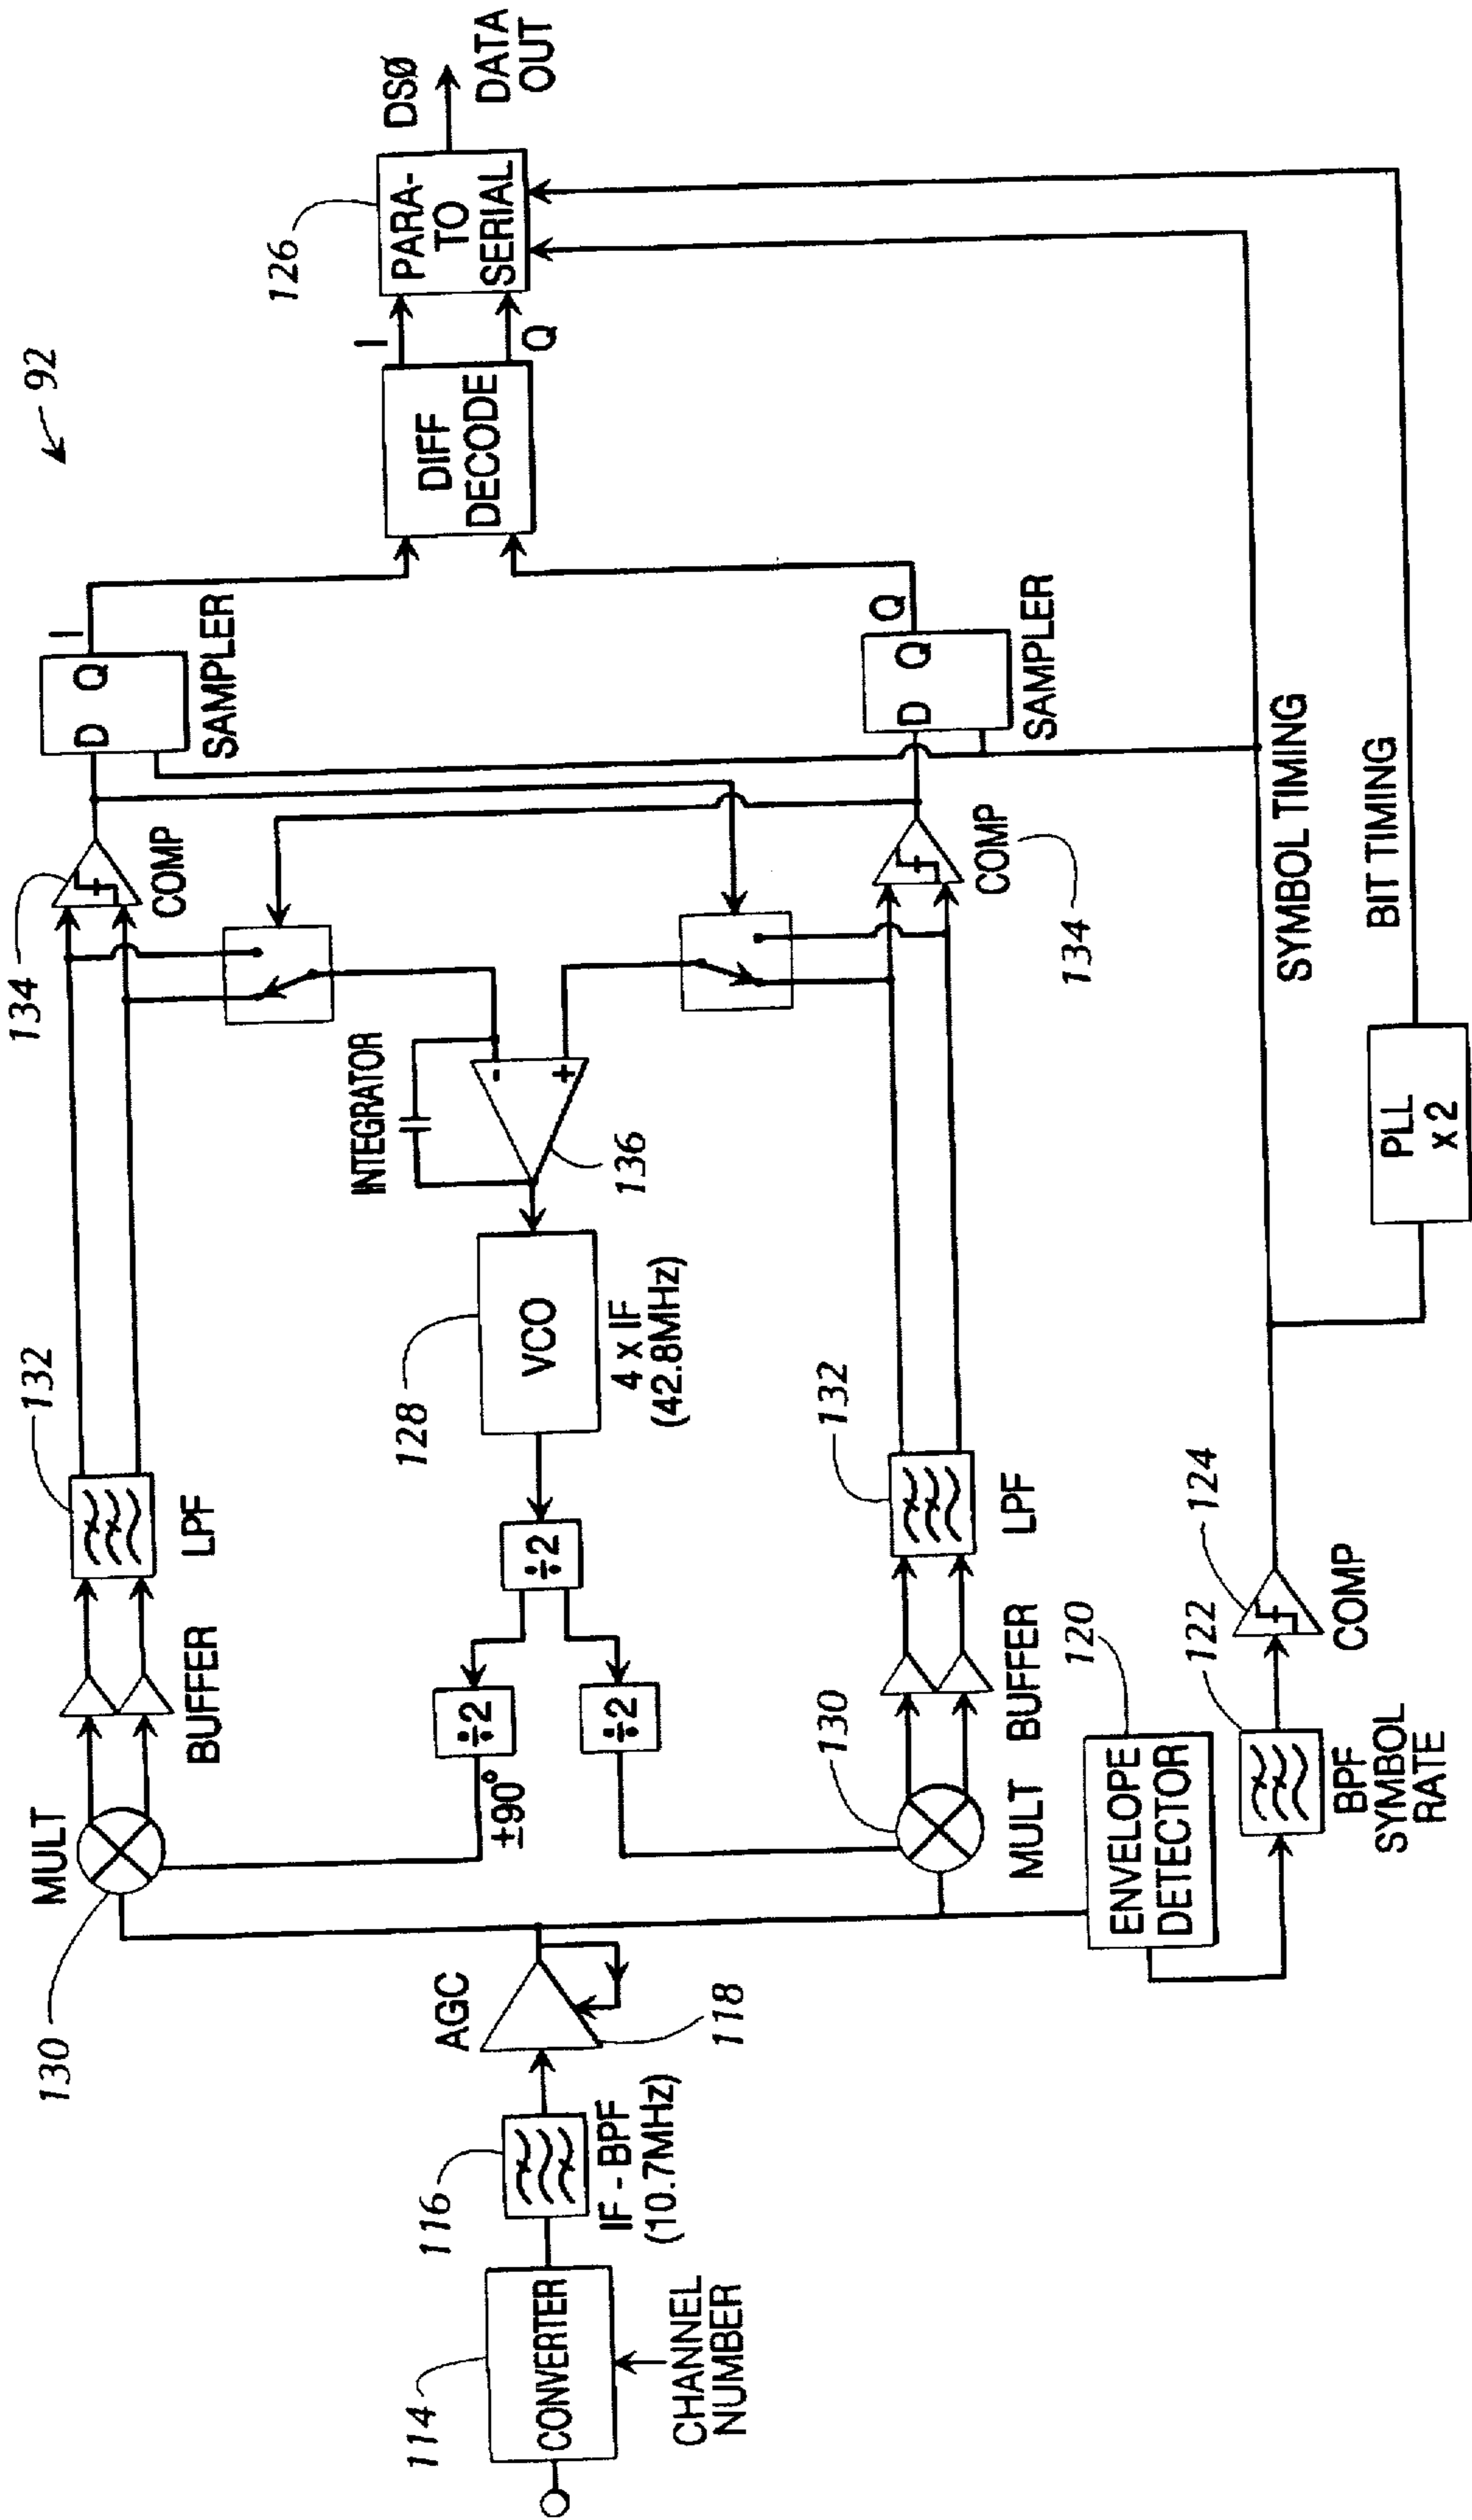 92
134
COMP
I
D Q
SAMPLER
126
I
Q
PARA-
TO
SERIAL
DSØ
DATA
OUT
DIFF
DECODE
130
MULT
BUFFER
132
LPF
INTEGRATOR
-
+
136
128
VCO
4 x IF
(42.8MHz)
÷2
÷2
÷2
±90°
114
CONVERTER
CHANNEL
NUMBER
116
IF - BPF
(10.7MHz)
AGC
118
130
MULT
BUFFER
132
LPF
COMP
134
D Q
Q
SAMPLER
120
ENVELOPE
DETECTOR
122
BPF
SYMBOL
RATE
124
COMP
SYMBOL TIMING
PLL
x 2
BIT TIMING